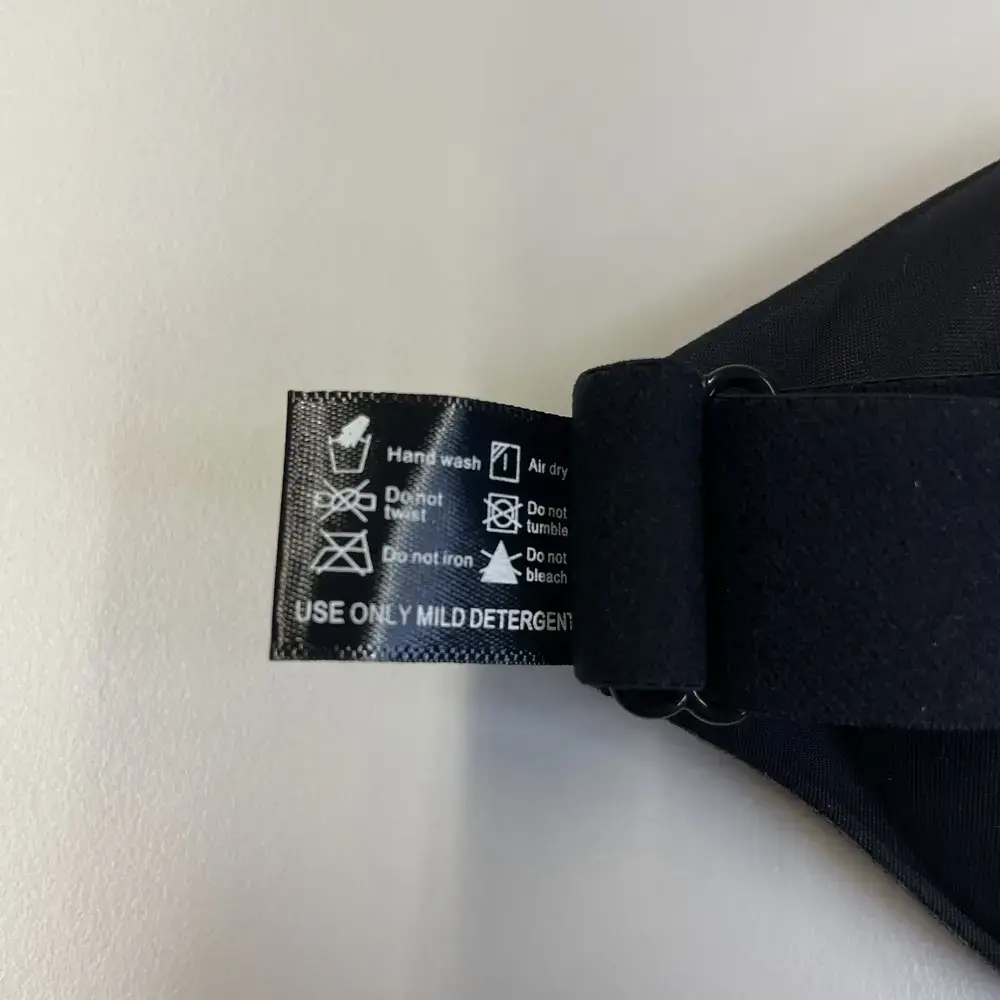 Hand wash
Air dry
Do not
twist
Do not
tumble
Do not iron
Do not
bleach
USE ONLY MILD DETERGENT